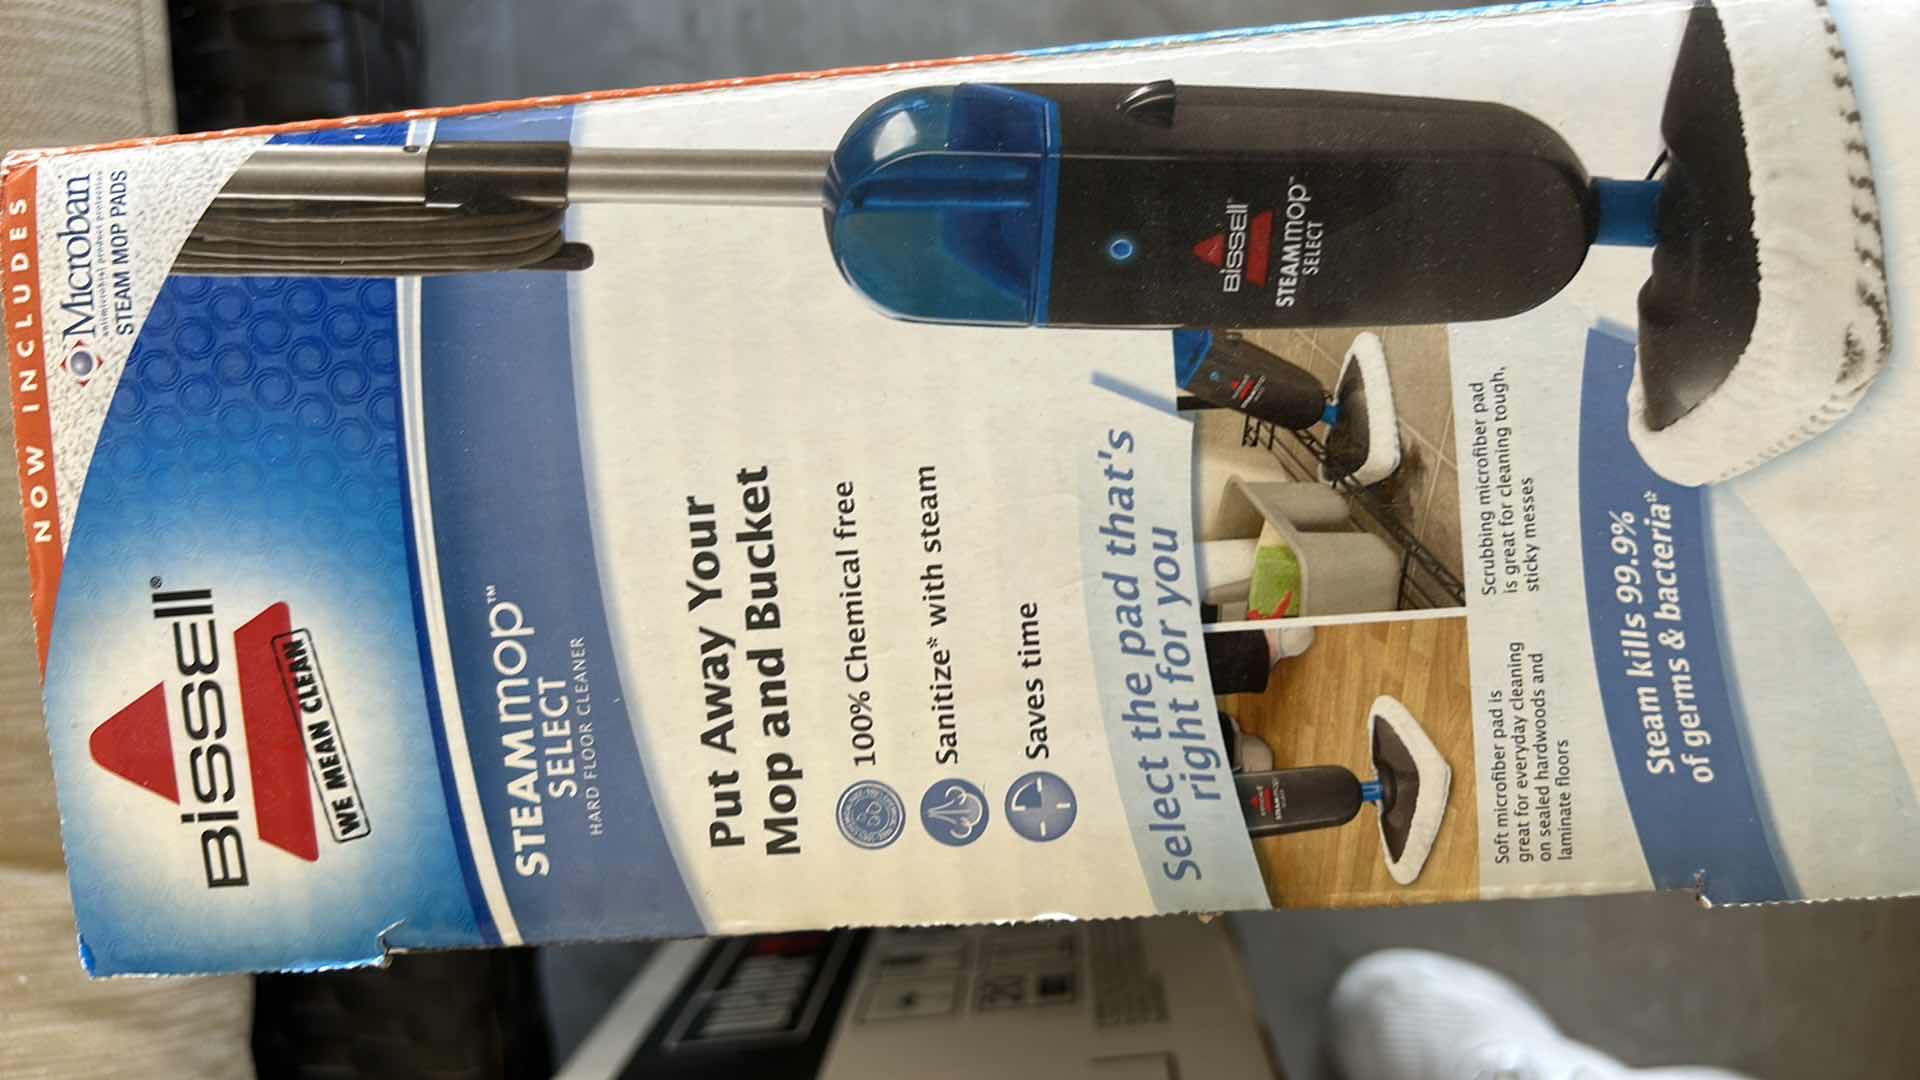 NOW INCLUDES
Microban
antimicrobial product protection
STEAM MOP PADS
BISSELL®
WE MEAN CLEAN
STEAMmop™
SELECT
HARD FLOOR CLEANER
Put Away Your
Mop and Bucket
100% Chemical free
Sanitize* with steam
Saves time
Select the pad that's
right for you
Soft microfiber pad is
great for everyday cleaning
on sealed hardwoods and
laminate floors
Scrubbing microfiber pad
is great for cleaning tough,
sticky messes
Steam kills 99.9%
of germs & bacteria*
BISSELL
STEAMmop™
SELECT